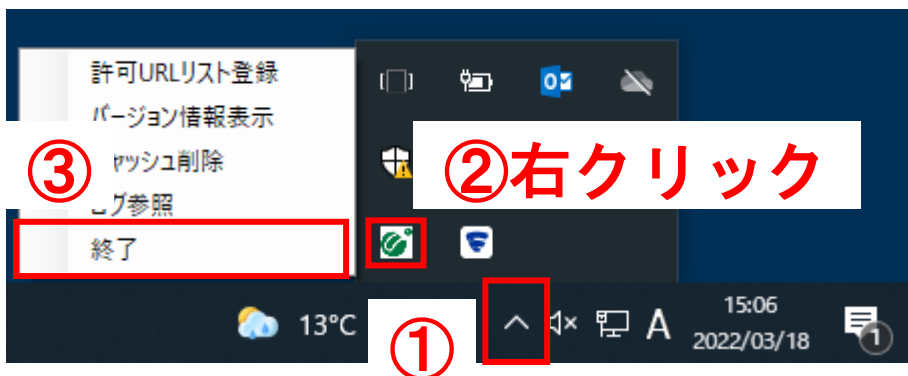 許可URLリスト登録
バージョン情報表示
ャッシュ削除
グ参照
終了
③
②右クリック
①
13°C
A
15:06
2022/03/18
1